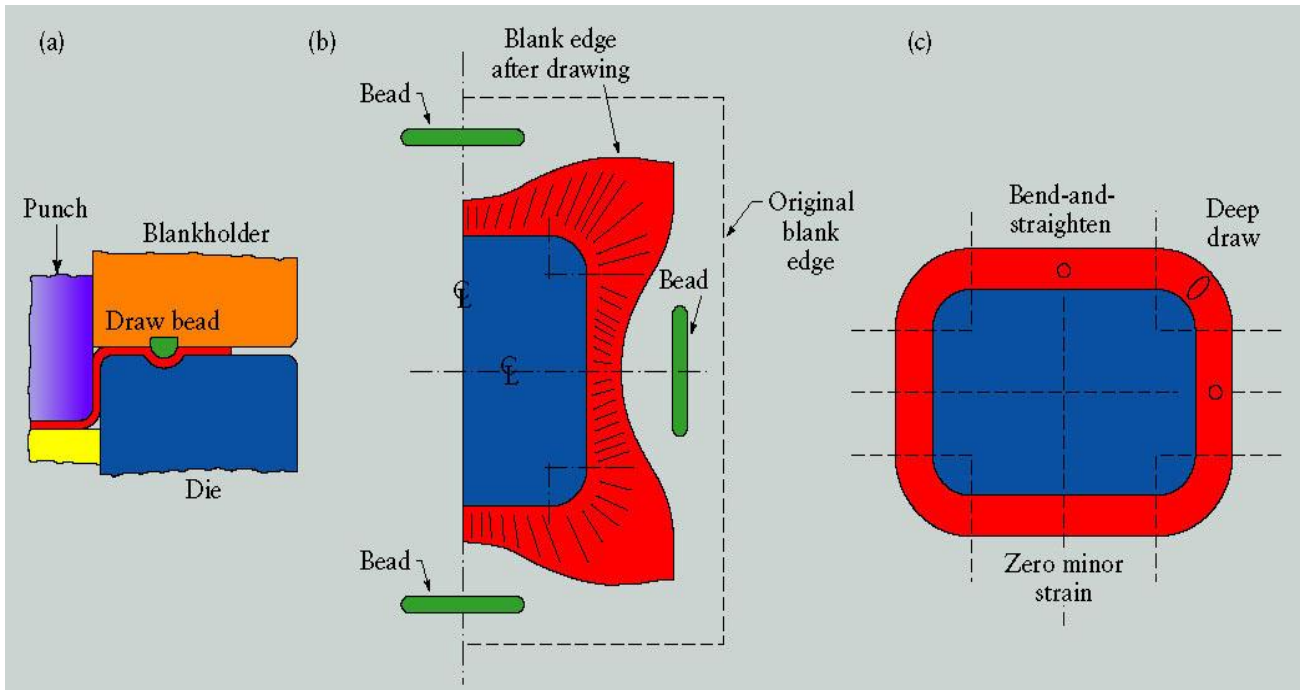 (a)
Punch
Blankholder
Draw bead
Die
(b)
Blank edge
after drawing
Bead
Original
blank
edge
Bead
℄
℄
Bead
(c)
Bend-and-
straighten
Deep
draw
Zero minor
strain